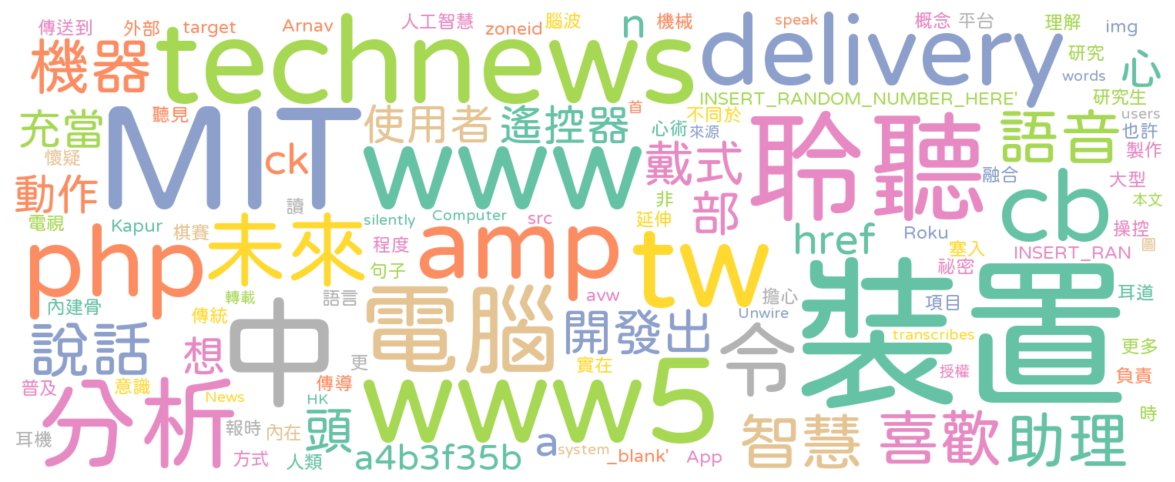 傳送到 外部 target Arnav 人工智慧 zoneid 腦波 n 機械 speak 概念 平台 理解 img
機器 technews delivery 研究 words 心
INSERT_RANDOM_NUMBER_HERE' 研究生
充當 聽見 MIT 使用者 遙控器 首 不同於 心術 來源 聆聽 語音 users 也許 製作
懷疑 ck www 戴式 融合 大型 本文
動作 讀 部 非 cb 操控
電視 Kapur 棋賽 未來 silently Computer src 延伸 href Roku 塞入 圖
php 程度 amp tw 祕密 INSERT_RAN
句子 耳道
內建骨 轉載 語言 avw 擔心 裝置 項目
傳統 電腦 Unwire
說話 中 開發出 令 transcribes
想 更 實在 更多
普及 意識 傳導 www5 授權 負責
分析 News HK 時
耳機 報時 內在 頭 智慧 喜歡 助理
方式 人類 a4b3f35b a system _blank' App